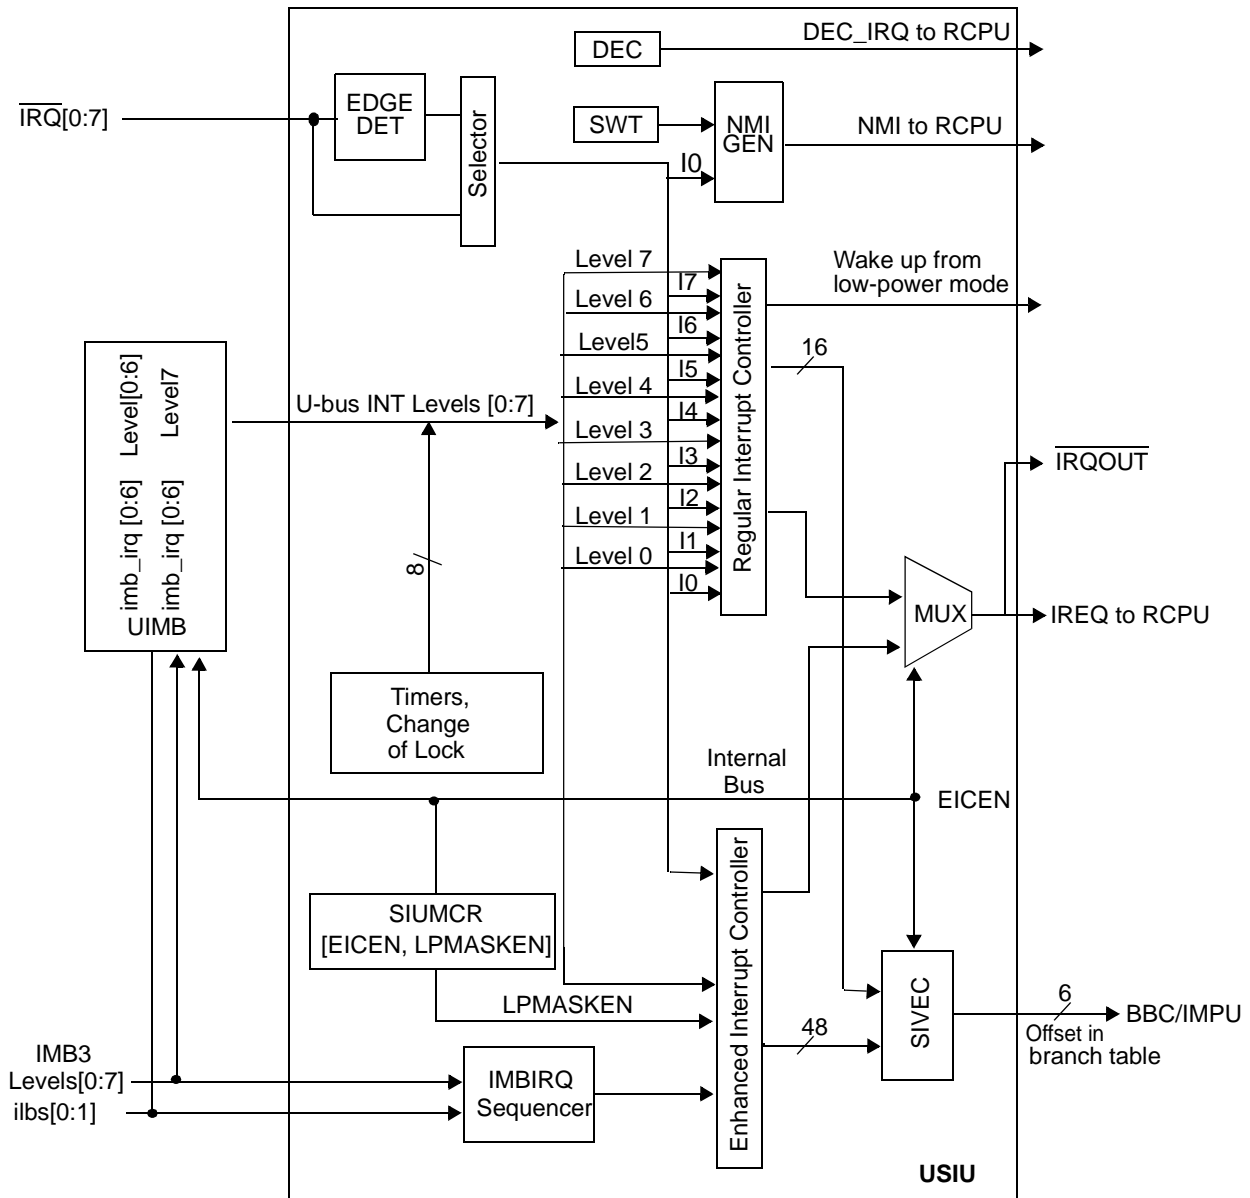 DEC_IRQ to RCPU
DEC
IRQ[0:7]
EDGE
DET
Selector
SWT
NMI
GEN
NMI to RCPU
I0
Level 7
I7
Level 6
I6
Level5
I5
Level 4
I4
Level 3
I3
Level 2
I2
Level 1
I1
Level 0
I0
Regular Interrupt Controller
Wake up from
low-power mode
16
Level[0:6]
Level7
imb_irq [0:6]
imb_irq [0:6]
UIMB
U-bus INT Levels [0:7]
8
IRQOUT
MUX
IREQ to RCPU
Timers,
Change
of Lock
Internal
Bus
EICEN
SIUMCR
[EICEN, LPMASKEN]
LPMASKEN
Enhanced Interrupt Controller
48
SIVEC
6
Offset in
branch table
BBC/IMPU
IMB3
Levels[0:7]
ilbs[0:1]
IMBIRQ
Sequencer
USIU